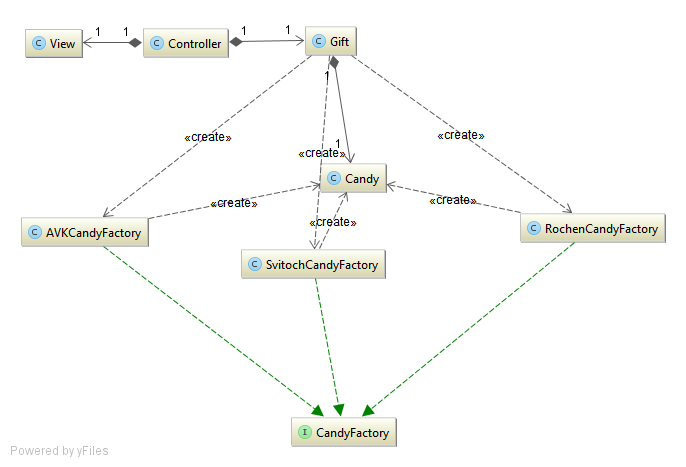 1 1 1 1
C View C Controller C Gift
1
«create» «create»
1
«create»
C Candy
«create» «create»
«create»
C AVKCandyFactory C RochenCandyFactory
C SvitochCandyFactory
I CandyFactory
Powered by yFiles